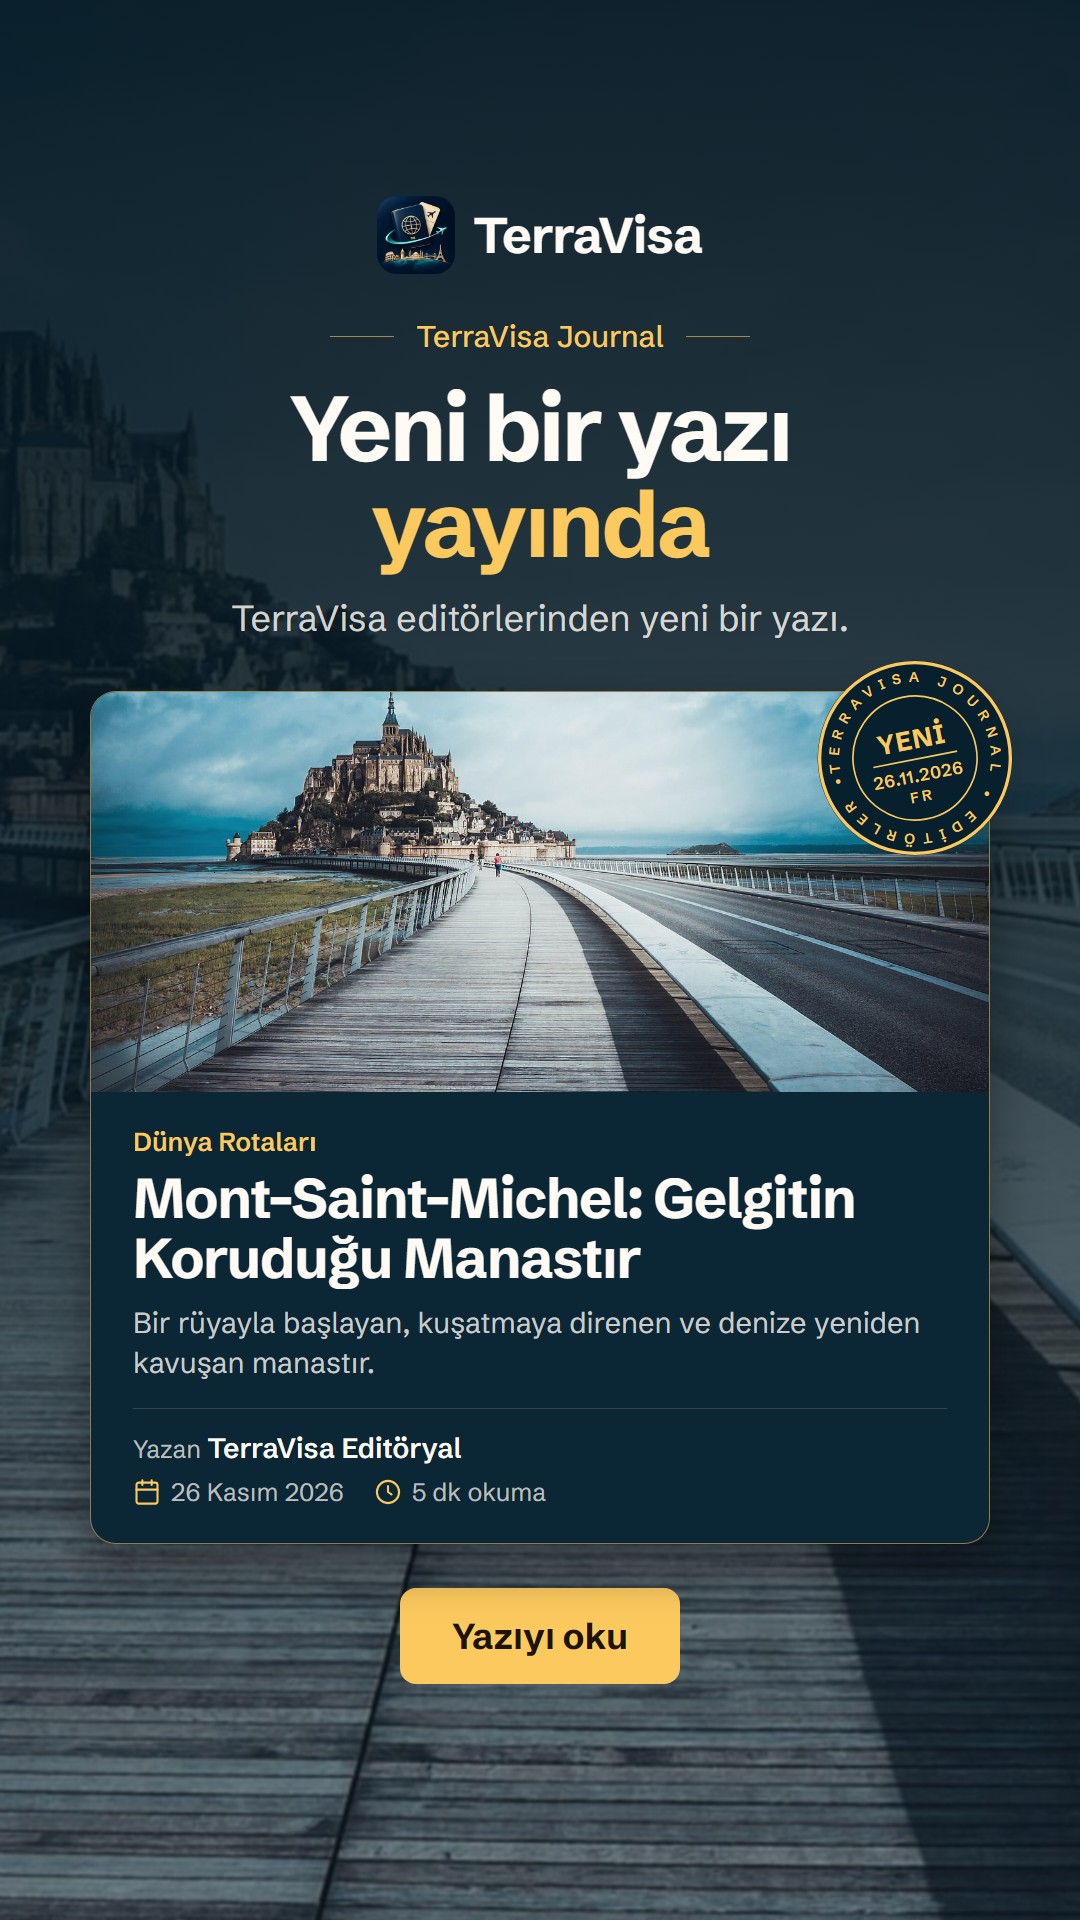 TerraVisa
TerraVisa Journal
Yeni bir yazı
yayında
TerraVisa editörlerinden yeni bir yazı.
TERRAVISA JOURNAL • EDİTÖRLER •
YENİ
26.11.2026
FR
Dünya Rotaları
Mont-Saint-Michel: Gelgitin
Koruduğu Manastır
Bir rüyayla başlayan, kuşatmaya direnen ve denize yeniden
kavuşan manastır.
Yazan TerraVisa Editöryal
26 Kasım 2026 5 dk okuma
Yazıyı oku